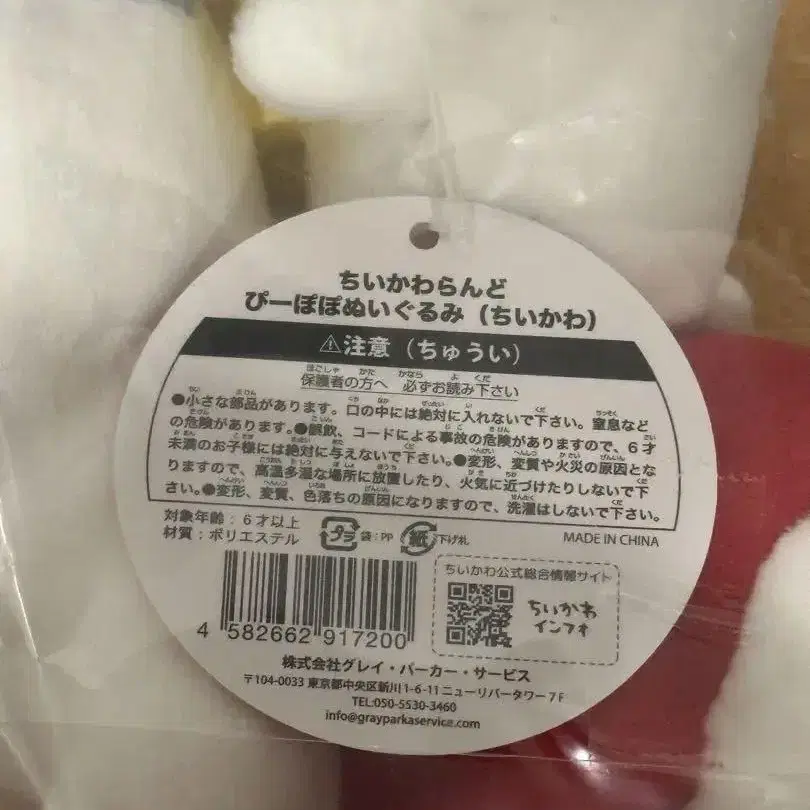 ちいかわらんど
ぴーぽぽぬいぐるみ（ちいかわ）
⚠注意（ちゅうい）
保護者の方へ 必ずお読み下さい
●小さな部品があります。口の中には絶対に入れないで下さい。窒息など
の危険があります。●誤飲、コードによる事故の危険がありますので、6才
未満のお子様には絶対に与えないで下さい。●変形、変質や火災の原因とな
りますので、高温多湿な場所に放置したり、火気に近づけたりしないで下
さい。●変形、変質、色落ちの原因になりますので、洗濯はしないで下さい。
対象年齢：6才以上
材質：ポリエステル
プラ 袋：PP 紙 下げ札
MADE IN CHINA
4 582662 917200
ちいかわ公式総合情報サイト
ちいかわ
インフォ
株式会社グレイ・パーカー・サービス
〒104-0033 東京都中央区新川1-6-11 ニューリバータワー7F
TEL:050-5530-3460
info@grayparkaservice.com